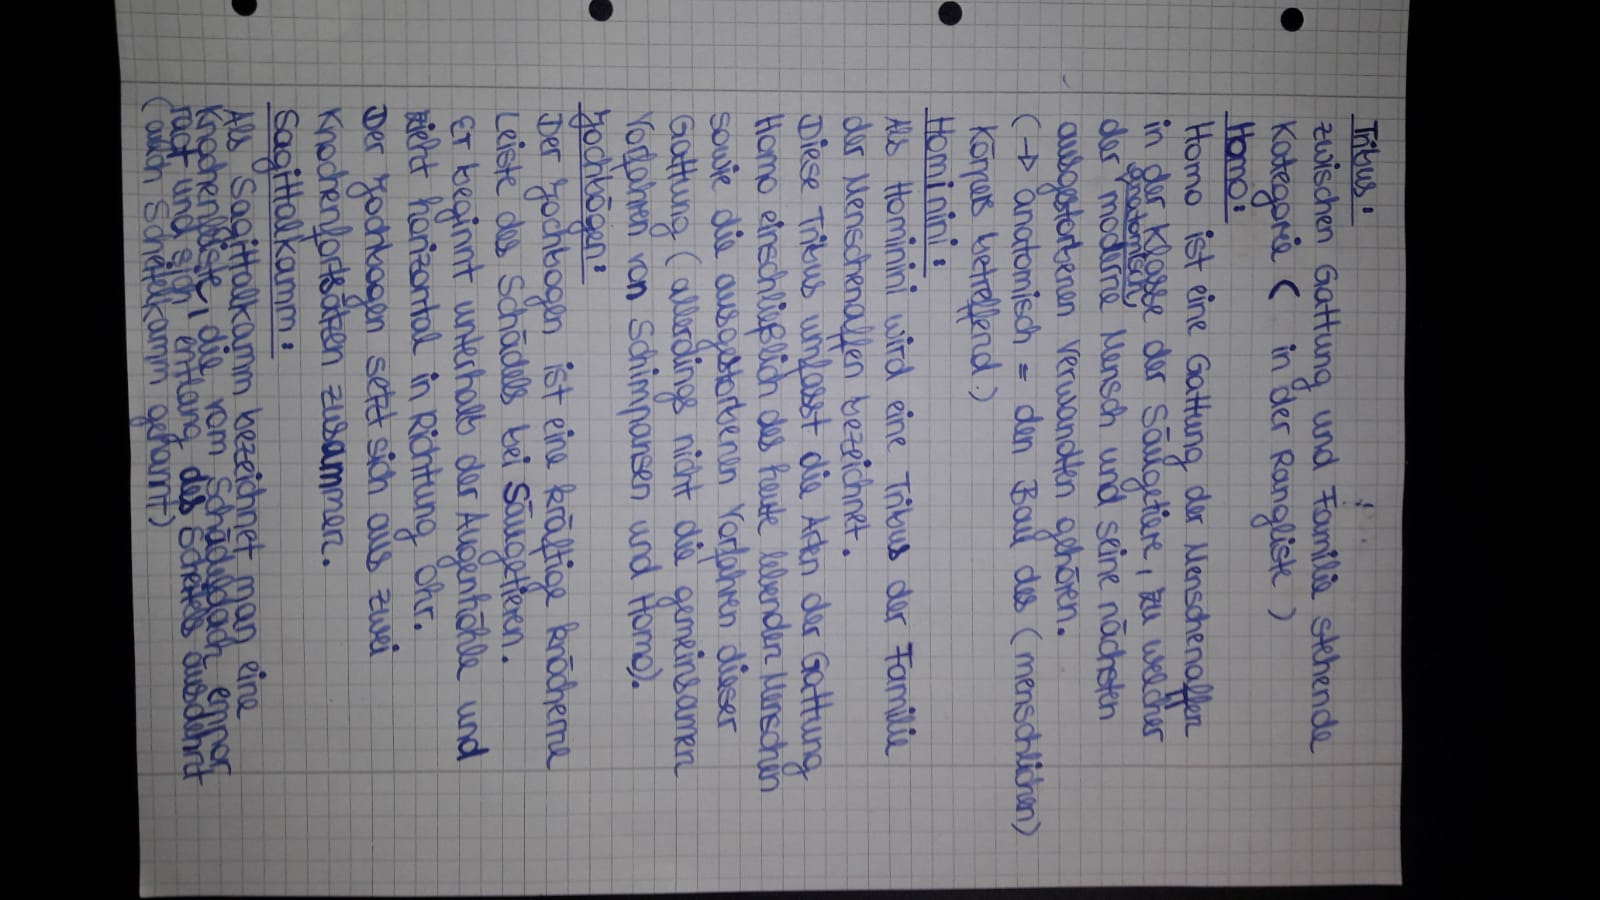 Tribus:
zwischen Gattung und Familie stehende
Kategorie ( in der Rangliste )
Homo:
Homo ist eine Gattung der Menschenaffen
in der Klasse der Säugetiere, zu welcher
anatomisch
der moderne Mensch und seine nächsten
ausgestorbenen Verwandten gehören.
(→ anatomisch = den Bau des (menschlichen)
Körpers betreffend.)
Hominini:
Als Hominini wird eine Tribus der Familie
der Menschenaffen bezeichnet.
Diese Tribus umfasst die Arten der Gattung
Homo einschließlich des heute lebenden Menschen
sowie die ausgestorbenen Vorfahren dieser
Gattung (allerdings nicht die gemeinsamen
Vorfahren von Schimpansen und Homo).
Jochbögen:
Der Jochbogen ist eine kräftige knöcherne
Leiste des Schädels bei Säugetieren.
Er beginnt unterhalb der Augenhöhle und
zieht horizontal in Richtung Ohr.
Der Jochbogen setzt sich aus zwei
Knochenfortsätzen zusammen.
Sagittalkamm:
Als Sagittalkamm bezeichnet man eine
Knochenleiste, die vom Schädeldach empor
ragt und sich entlang des Scheitels ausdehnt
(auch Scheitelkamm genannt)